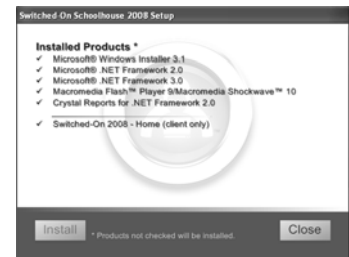 Switched-On Schoolhouse 2008 Setup
Installed Products *
✓ Microsoft® Windows Installer 3.1
✓ Microsoft® .NET Framework 2.0
✓ Microsoft® .NET Framework 3.0
✓ Macromedia Flash™ Player 9/Macromedia Shockwave™ 10
✓ Crystal Reports for .NET Framework 2.0
✓ Switched-On 2008 - Home (client only)
Install
* Products not checked will be installed.
Close